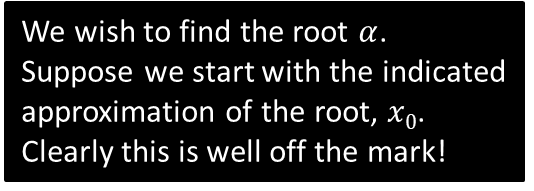 We wish to find the root α.
Suppose we start with the indicated
approximation of the root, x₀.
Clearly this is well off the mark!